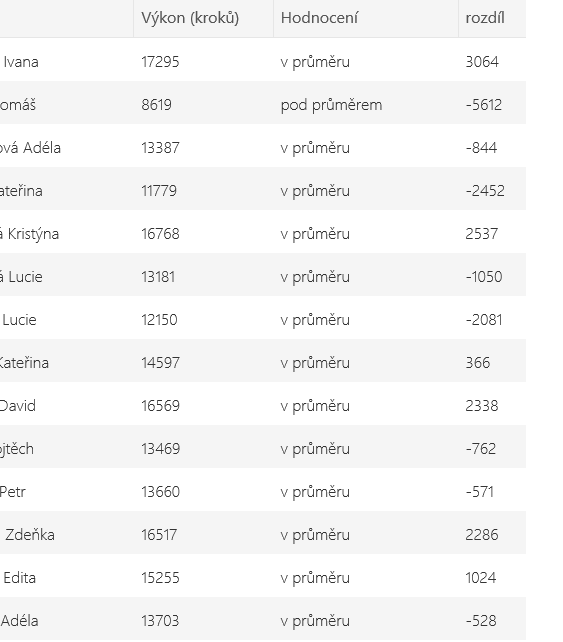 Výkon (kroků) Hodnocení rozdíl
Ivana 17295 v průměru 3064
omáš 8619 pod průměrem -5612
ová Adéla 13387 v průměru -844
ateřina 11779 v průměru -2452
á Kristýna 16768 v průměru 2537
á Lucie 13181 v průměru -1050
Lucie 12150 v průměru -2081
Kateřina 14597 v průměru 366
David 16569 v průměru 2338
ojtěch 13469 v průměru -762
Petr 13660 v průměru -571
Zdeňka 16517 v průměru 2286
Edita 15255 v průměru 1024
Adéla 13703 v průměru -528